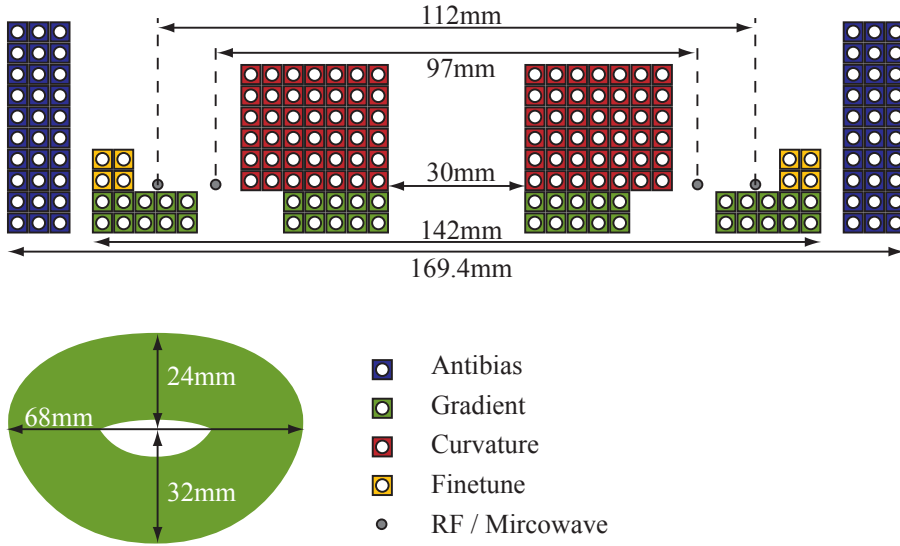 112mm
97mm
30mm
142mm
169.4mm
24mm
68mm
32mm
Antibias
Gradient
Curvature
Finetune
RF / Mircowave